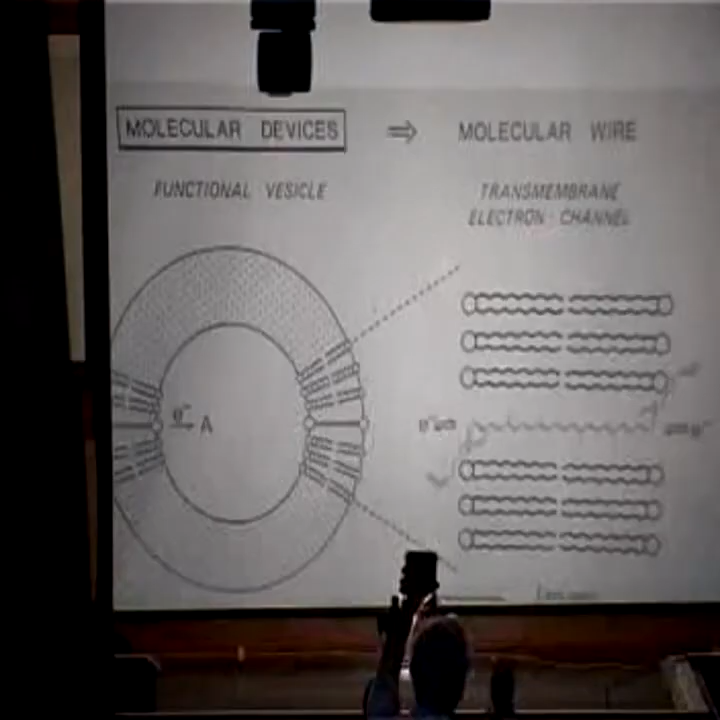 MOLECULAR DEVICES ⇒ MOLECULAR WIRE
FUNCTIONAL VESICLE
TRANSMEMBRANE
ELECTRON CHANNEL
e⁻
A